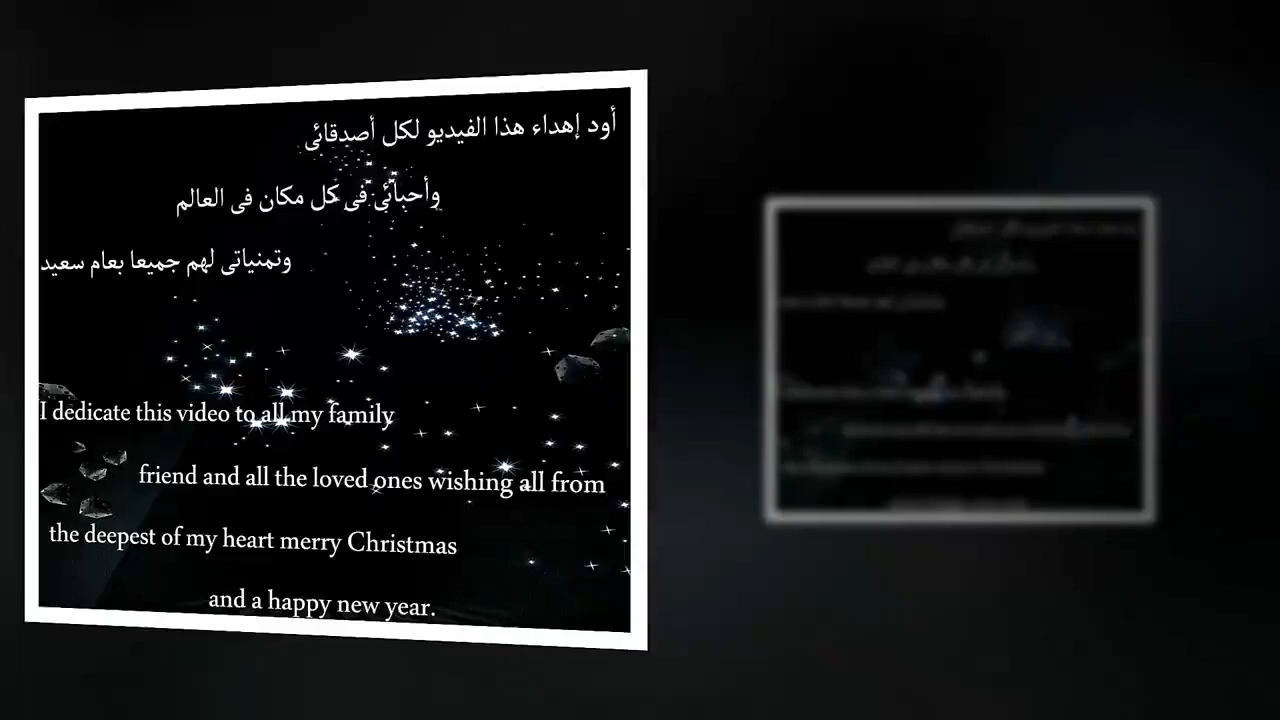 أود إهداء هذا الفيديو لكل أصدقائى
وأحبائى فى كل مكان فى العالم
وتمنياتى لهم جميعا بعام سعيد
I dedicate this video to all my family
friend and all the loved ones wishing all from
the deepest of my heart merry Christmas
and a happy new year.